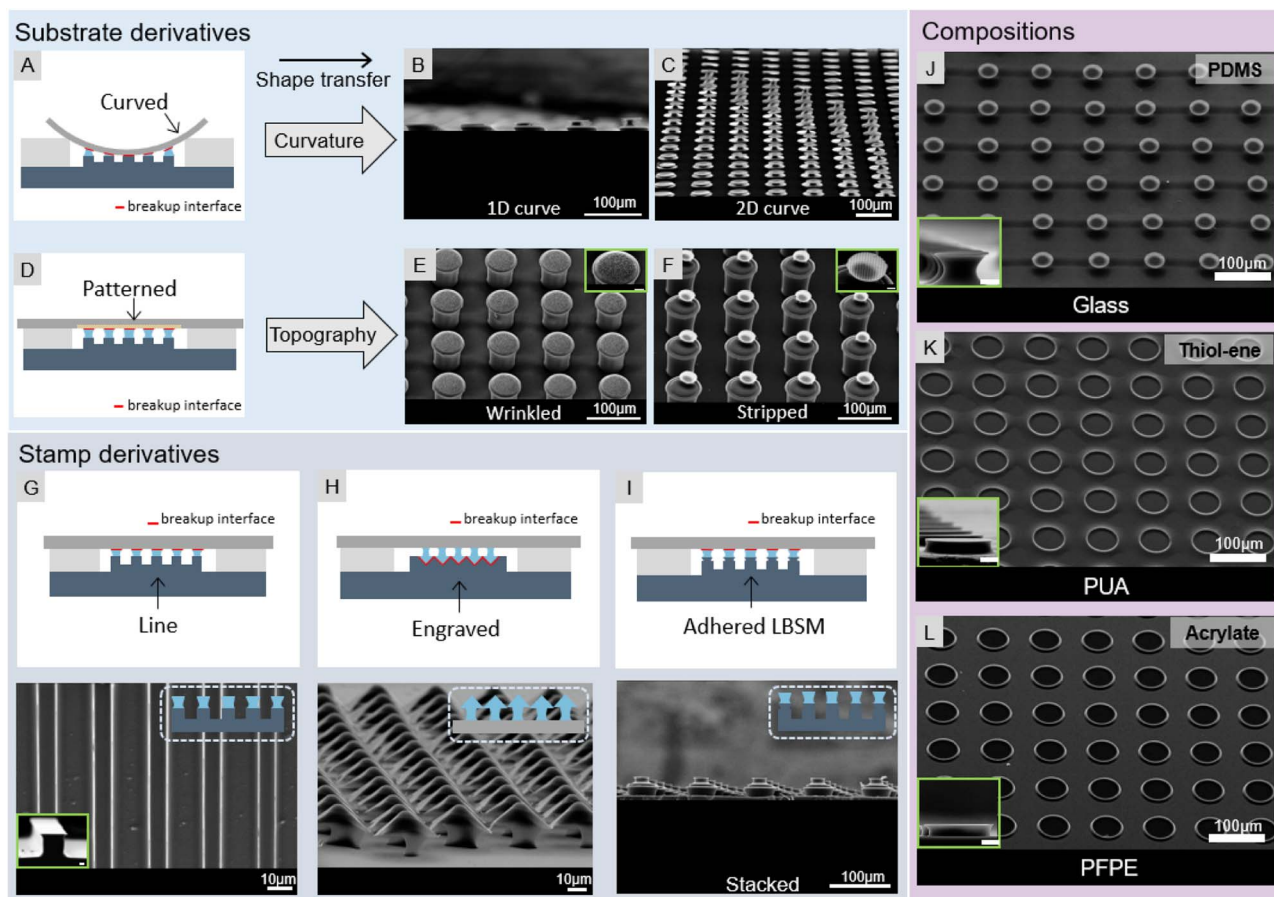 Substrate derivatives
A
Curved
breakup interface
Shape transfer
Curvature
B
1D curve
100μm
C
2D curve
100μm
D
Patterned
breakup interface
Topography
E
Wrinkled
100μm
F
Stripped
100μm
Stamp derivatives
G
breakup interface
Line
H
breakup interface
Engraved
I
breakup interface
Adhered LBSM
10μm
10μm
Stacked
100μm
Compositions
J
PDMS
100μm
Glass
K
Thiol-ene
100μm
PUA
L
Acrylate
100μm
PFPE